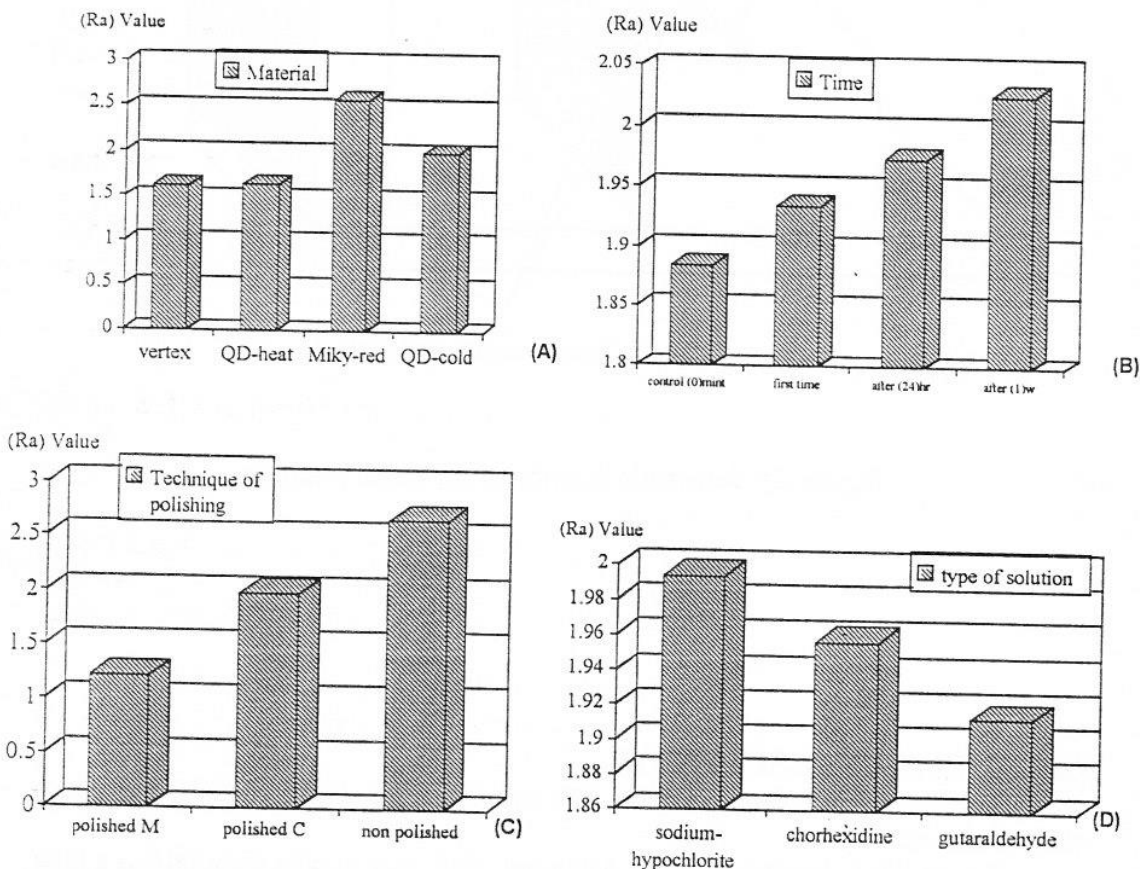 (Ra) Value
3
2.5
2
1.5
1
0.5
0
Material
vertex QD-heat Miky-red QD-cold
(A)
(Ra) Value
2.05
2
1.95
1.9
1.85
1.8
Time
control (0)mint first time after (24)hr after (1)w
(B)
(Ra) Value
3
2.5
2
1.5
1
0.5
0
Technique of
polishing
polished M polished C non polished
(C)
(Ra) Value
2
1.98
1.96
1.94
1.92
1.9
1.88
1.86
type of solution
sodium- chorhexidine gutaraldehyde
hypochlorite
(D)